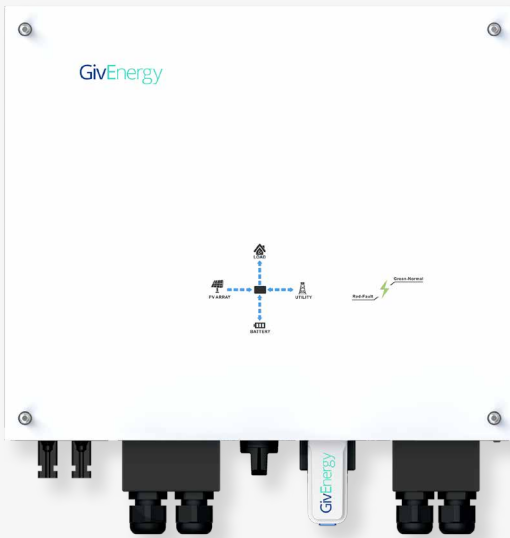 GivEnergy
LOAD
PV ARRAY
UTILITY
BATTERY
Green-Normal
Red-Fault
GivEnergy